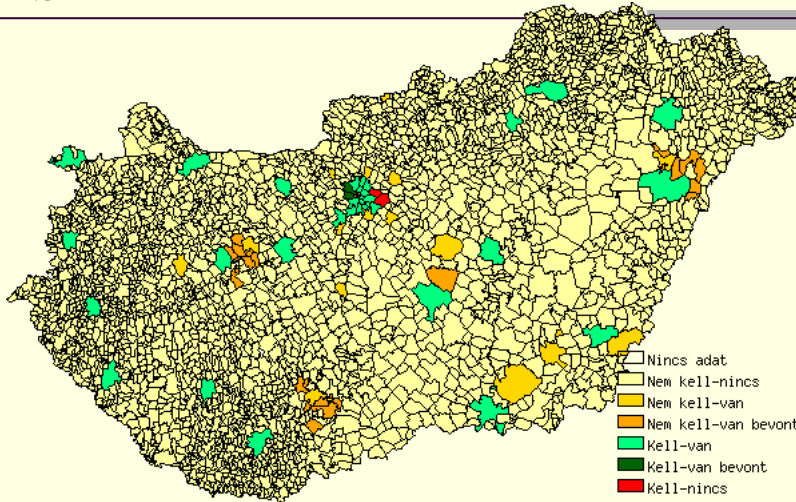 Nincs adat
Nem kell-nincs
Nem kell-van
Nem kell-van bevont
Kell-van
Kell-van bevont
Kell-nincs